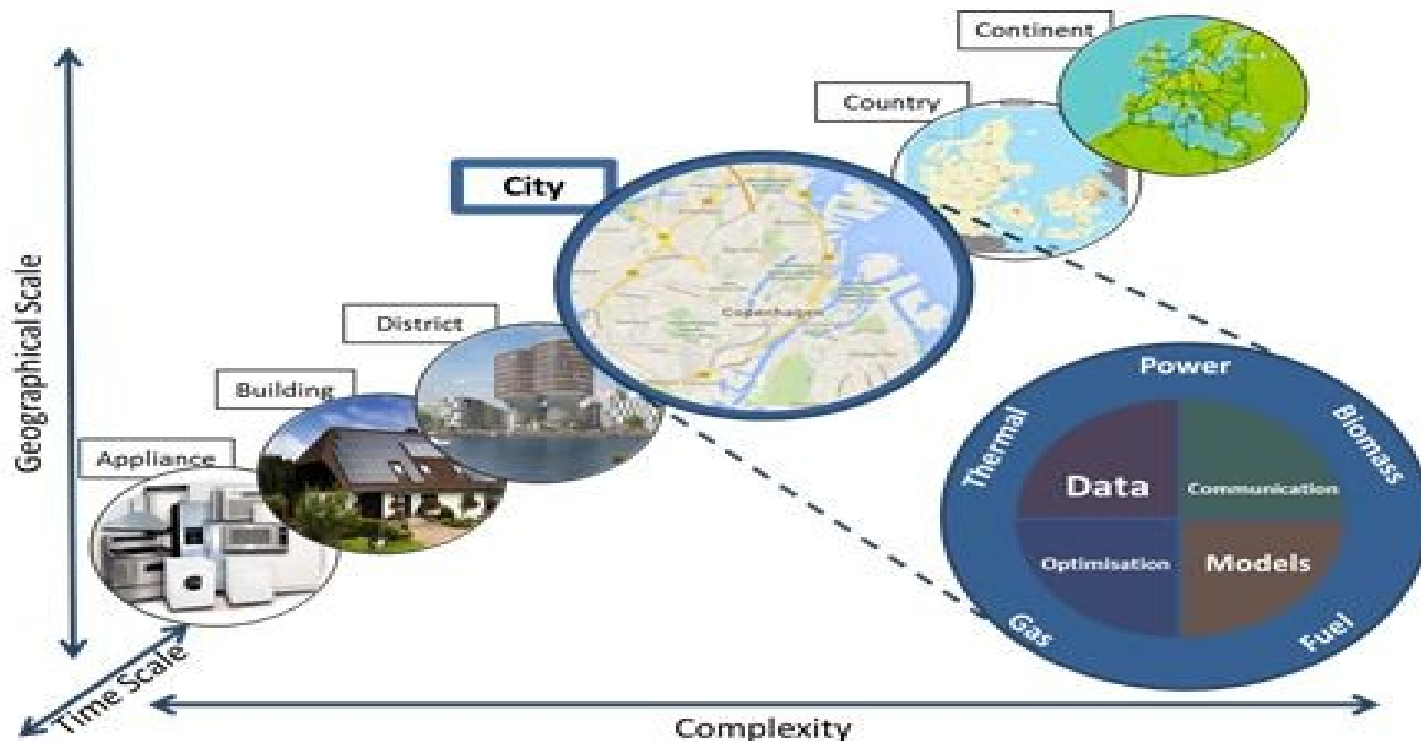 Continent
Country
City
District
Building
Appliance
Geographical Scale
Time Scale
Complexity
Copenhagen
Power
Thermal
Biomass
Data
Communication
Optimisation
Models
Gas
Fuel